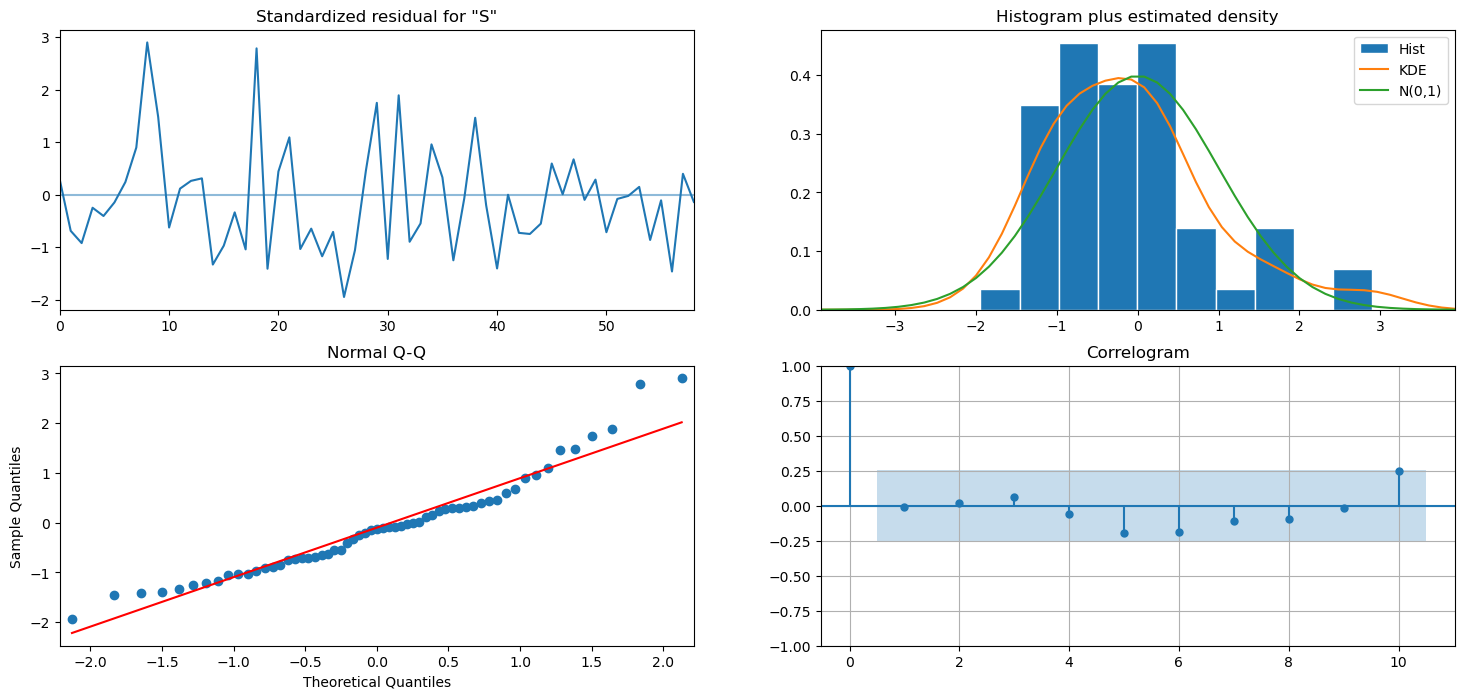 Standardized residual for "S"
3
2
1
0
−1
−2
0 10 20 30 40 50
Histogram plus estimated density
Hist
KDE
N(0,1)
0.4
0.3
0.2
0.1
0.0
−3 −2 −1 0 1 2 3
Normal Q-Q
Sample Quantiles
3
2
1
0
−1
−2
−2.0 −1.5 −1.0 −0.5 0.0 0.5 1.0 1.5 2.0
Theoretical Quantiles
Correlogram
1.00
0.75
0.50
0.25
0.00
−0.25
−0.50
−0.75
−1.00
0 2 4 6 8 10